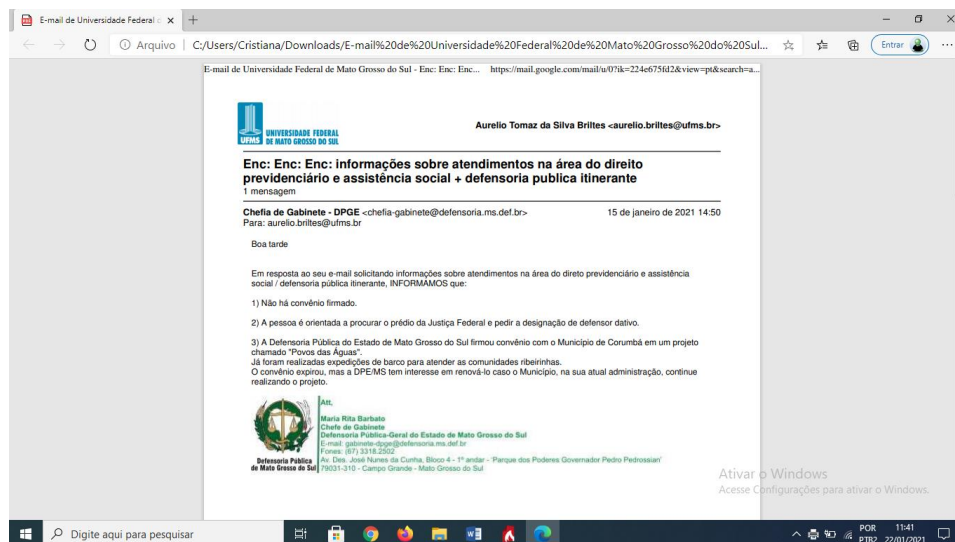 E-mail de Universidade Federal d
C:/Users/Cristiana/Downloads/E-mail%20de%20Universidade%20Federal%20de%20Mato%20Grosso%20do%20Sul...
Arquivo
Entrar
E-mail de Universidade Federal de Mato Grosso do Sul - Enc: Enc: Enc... https://mail.google.com/mail/u/0?ik=224e675fd2&view=pt&search=a...
UNIVERSIDADE FEDERAL
UFMS DE MATO GROSSO DO SUL
Aurelio Tomaz da Silva Briltes <aurelio.briltes@ufms.br>
Enc: Enc: Enc: informações sobre atendimentos na área do direito
previdenciário e assistência social + defensoria publica itinerante
1 mensagem
Chefia de Gabinete - DPGE <chefia-gabinete@defensoria.ms.def.br> 15 de janeiro de 2021 14:50
Para: aurelio.briltes@ufms.br
Boa tarde
Em resposta ao seu e-mail solicitando informações sobre atendimentos na área do direto previdenciário e assistência
social / defensoria pública itinerante, INFORMAMOS que:
1) Não há convênio firmado.
2) A pessoa é orientada a procurar o prédio da Justiça Federal e pedir a designação de defensor dativo.
3) A Defensoria Pública do Estado de Mato Grosso do Sul firmou convênio com o Município de Corumbá em um projeto
chamado "Povos das Águas".
Já foram realizadas expedições de barco para atender as comunidades ribeirinhas.
O convênio expirou, mas a DPE/MS tem interesse em renová-lo caso o Município, na sua atual administração, continue
realizando o projeto.
Att,
Maria Rita Barbato
Chefe de Gabinete
Defensoria Pública-Geral do Estado de Mato Grosso do Sul
E-mail: gabinete-dpge@defensoria.ms.def.br
Fones: (67) 3318.2502
Av. Des. José Nunes da Cunha, Bloco 4 - 1º andar - 'Parque dos Poderes Governador Pedro Pedrossian'
79031-310 - Campo Grande - Mato Grosso do Sul
Defensoria Pública
de Mato Grosso do Sul
Ativar o Windows
Acesse Configurações para ativar o Windows.
Digite aqui para pesquisar
POR 11:41
PTB2 22/01/2021